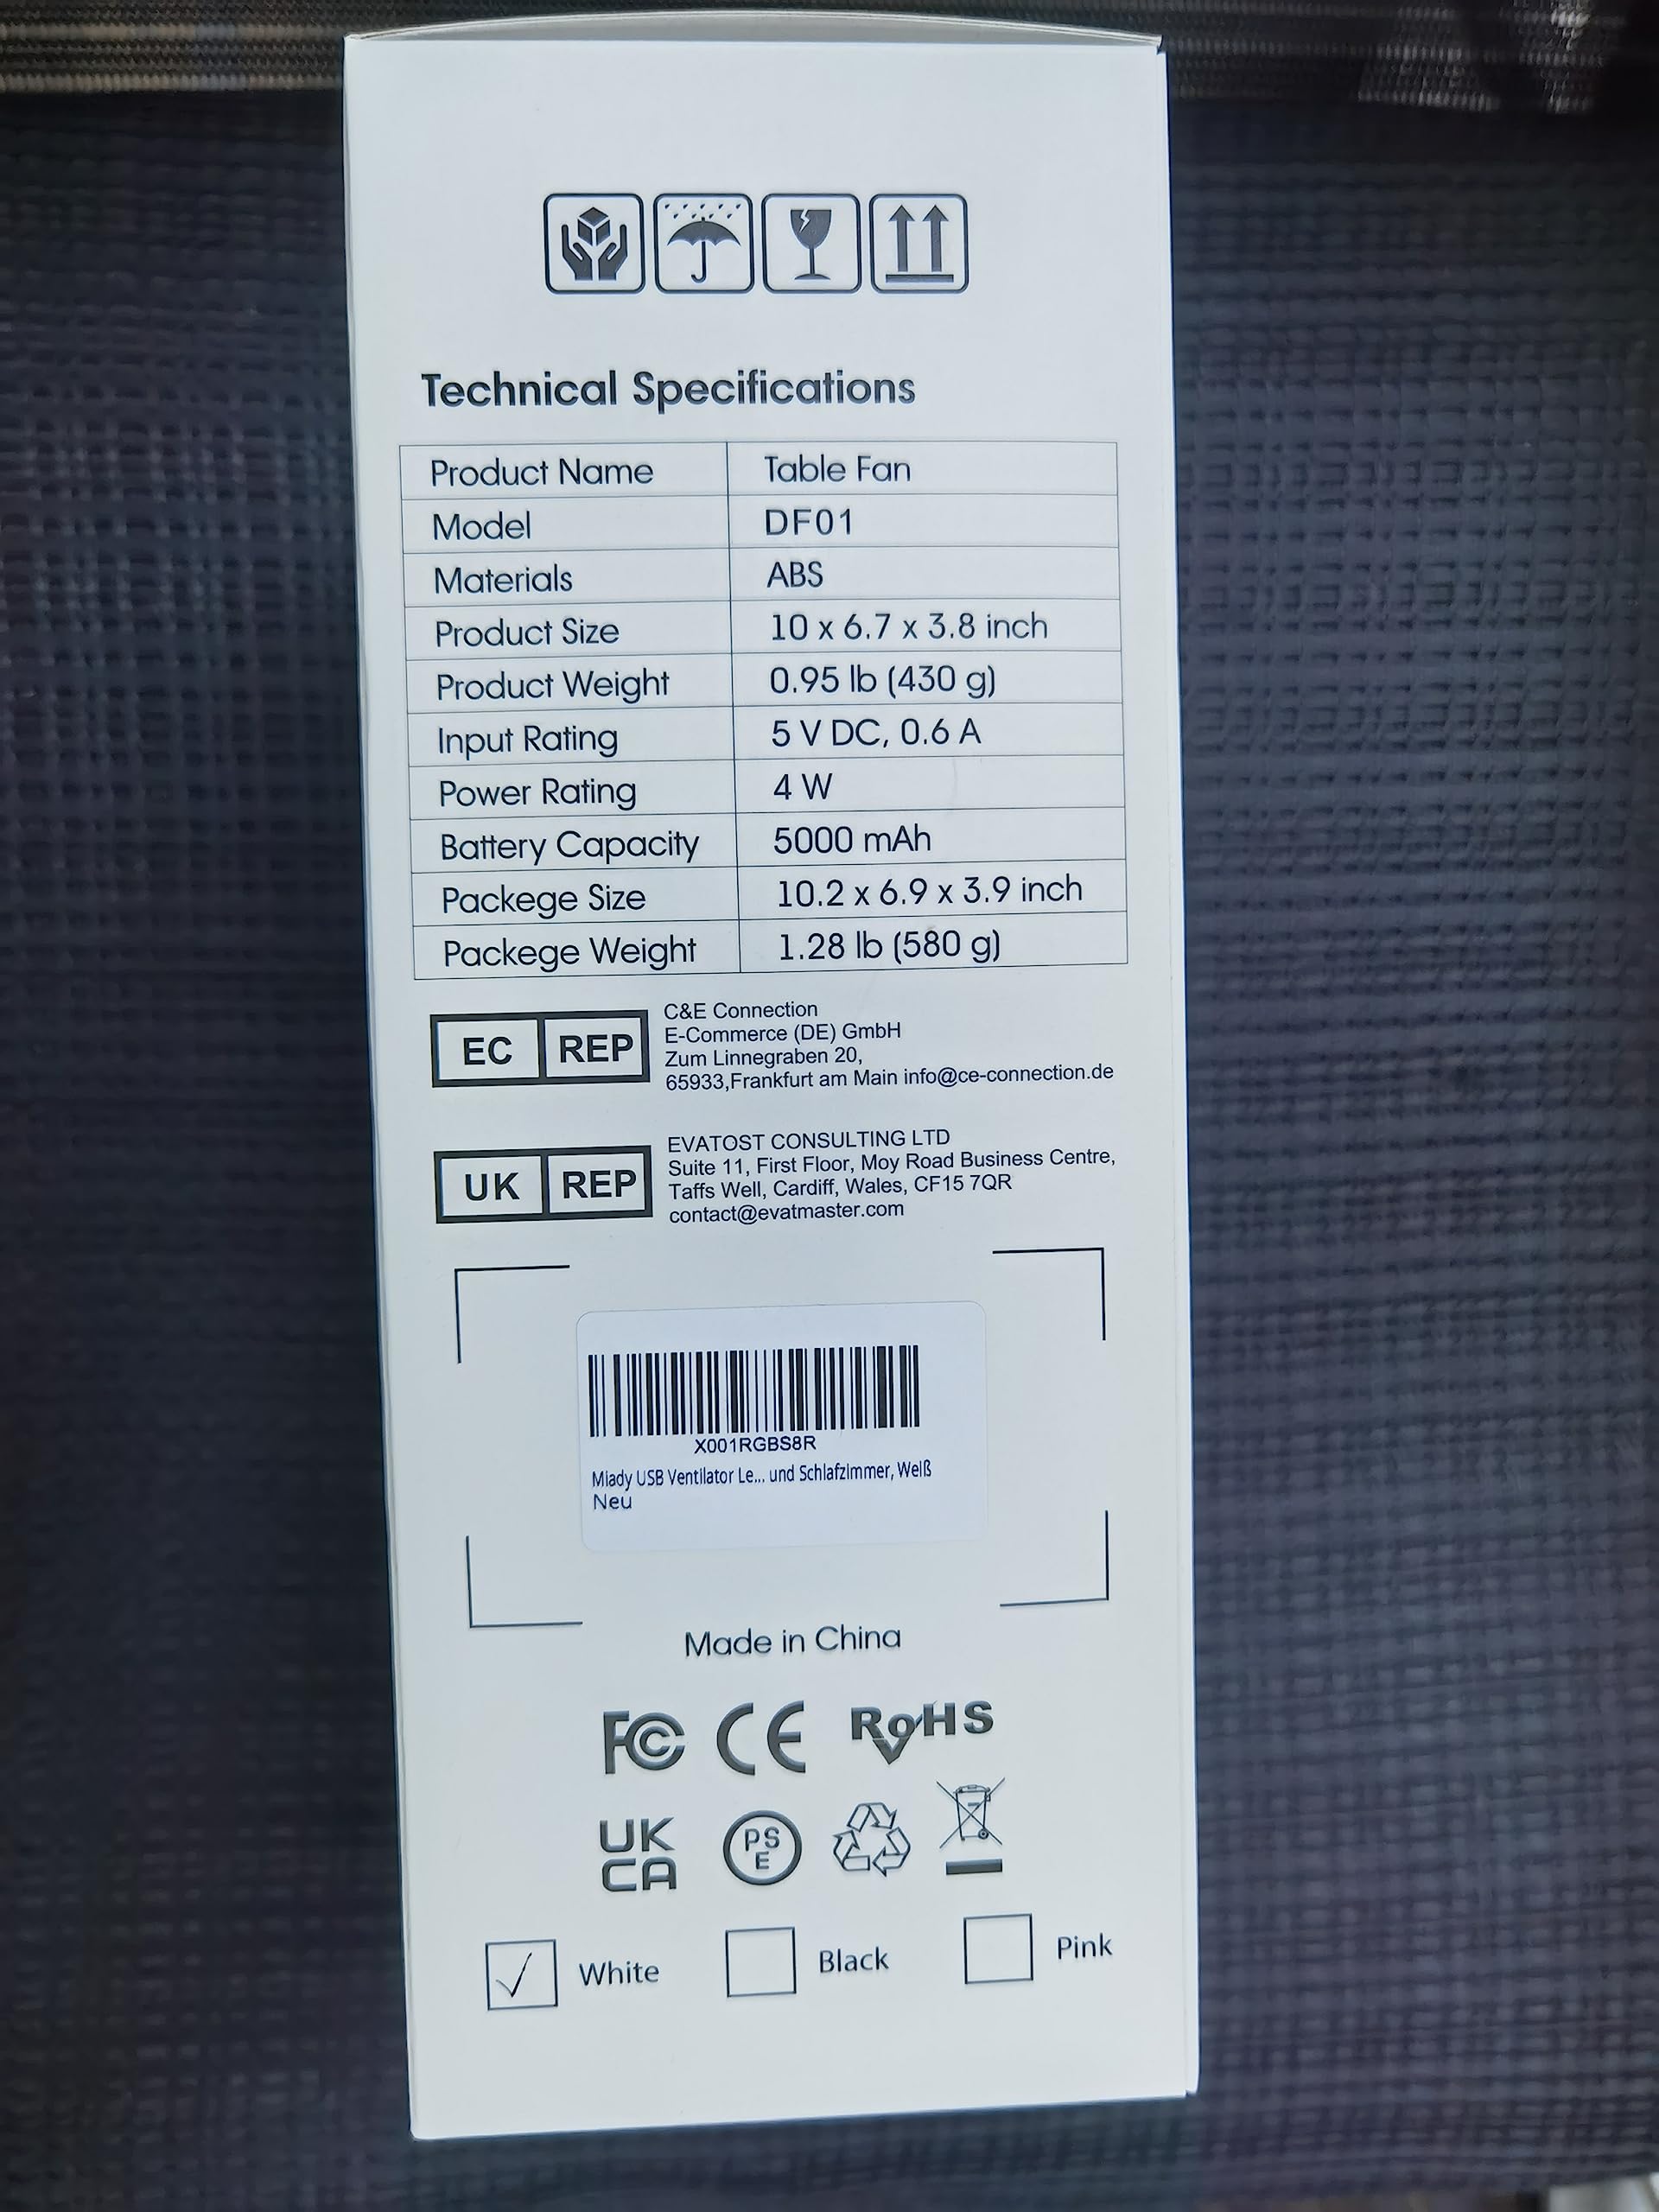 Technical Specifications
Product Name Table Fan
Model DF01
Materials ABS
Product Size 10 x 6.7 x 3.8 inch
Product Weight 0.95 lb (430 g)
Input Rating 5 V DC, 0.6 A
Power Rating 4 W
Battery Capacity 5000 mAh
Packege Size 10.2 x 6.9 x 3.9 inch
Packege Weight 1.28 lb (580 g)
EC REP
C&E Connection
E-Commerce (DE) GmbH
Zum Linnegraben 20,
65933,Frankfurt am Main info@ce-connection.de
UK REP
EVATOST CONSULTING LTD
Suite 11, First Floor, Moy Road Business Centre,
Taffs Well, Cardiff, Wales, CF15 7QR
contact@evatmaster.com
X001RGBS8R
Miady USB Ventilator Le... und Schlafzimmer, Weiß
Neu
Made in China
FC CE RoHS
UK
CA
PS
E
White Black Pink